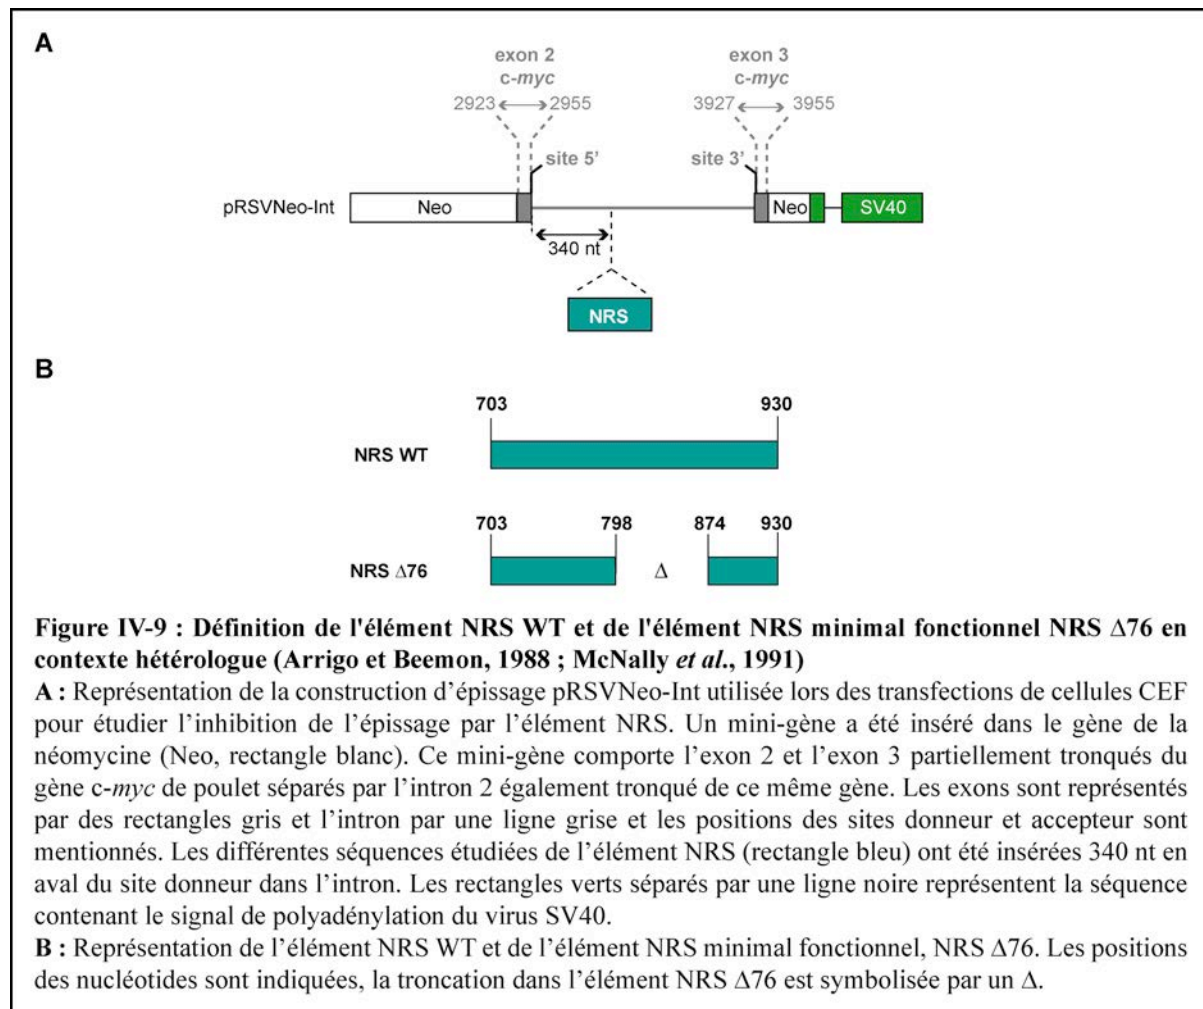 A
exon 2
c-myc
exon 3
c-myc
2923 2955
3927 3955
site 5'
site 3'
pRSVNeo-Int
Neo
Neo
SV40
340 nt
NRS
B
703 930
NRS WT
703 798 874 930
NRS Δ76
Δ
Figure IV-9 : Définition de l'élément NRS WT et de l'élément NRS minimal fonctionnel NRS Δ76 en
contexte hétérologue (Arrigo et Beemon, 1988 ; McNally et al., 1991)
A : Représentation de la construction d'épissage pRSVNeo-Int utilisée lors des transfections de cellules CEF
pour étudier l'inhibition de l'épissage par l'élément NRS. Un mini-gène a été inséré dans le gène de la
néomycine (Neo, rectangle blanc). Ce mini-gène comporte l'exon 2 et l'exon 3 partiellement tronqués du
gène c-myc de poulet séparés par l'intron 2 également tronqué de ce même gène. Les exons sont représentés
par des rectangles gris et l'intron par une ligne grise et les positions des sites donneur et accepteur sont
mentionnés. Les différentes séquences étudiées de l'élément NRS (rectangle bleu) ont été insérées 340 nt en
aval du site donneur dans l'intron. Les rectangles verts séparés par une ligne noire représentent la séquence
contenant le signal de polyadénylation du virus SV40.
B : Représentation de l'élément NRS WT et de l'élément NRS minimal fonctionnel, NRS Δ76. Les positions
des nucléotides sont indiquées, la troncation dans l'élément NRS Δ76 est symbolisée par un Δ.